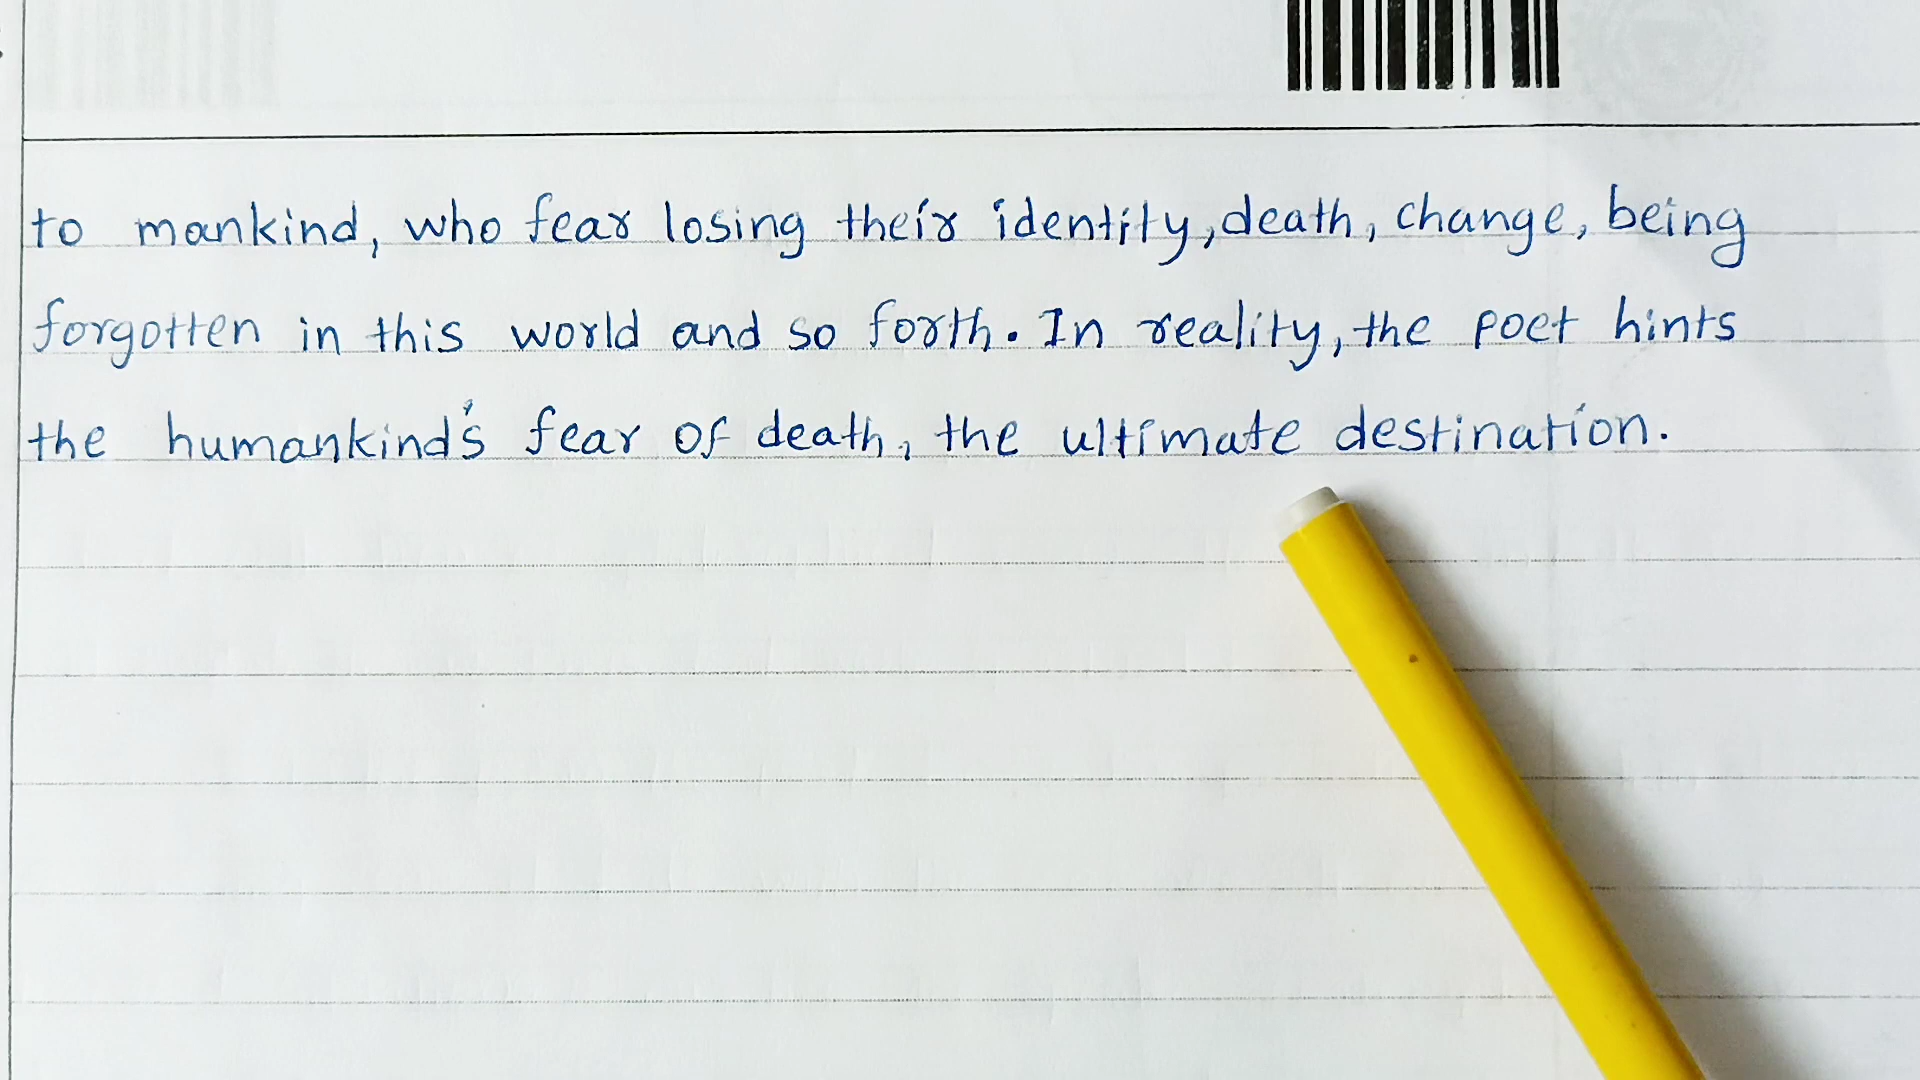 to mankind, who fear losing their identity, death, change, being
forgotten in this world and so forth. In reality, the poet hints
the humankind's fear of death, the ultimate destination.